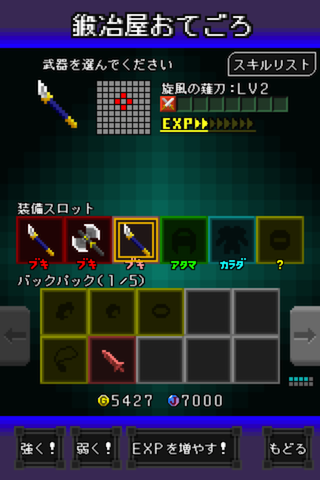 鍛冶屋おてごろ
武器を選んでください
スキルリスト
旋風の薙刀:LV2
EXP
装備スロット
ブキ ブキ ブキ アタマ カラダ ?
バックパック(1/5)
G5427 7000
強く! 弱く! EXPを増やす! もどる